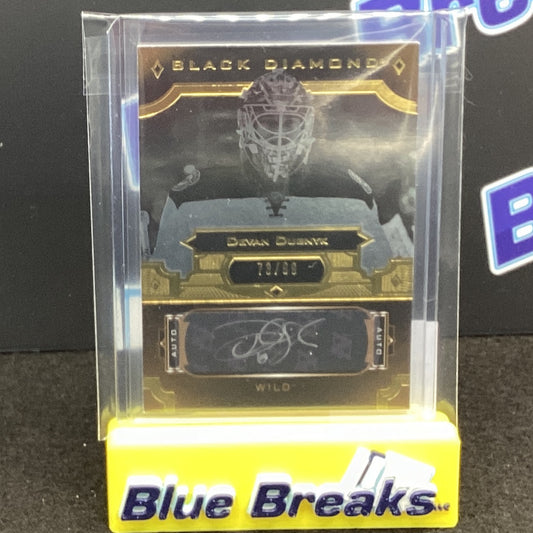 BLACK DIAMOND
DEVAN DUBNYK
AUTO
AUTO
WILD
Blue Breaks